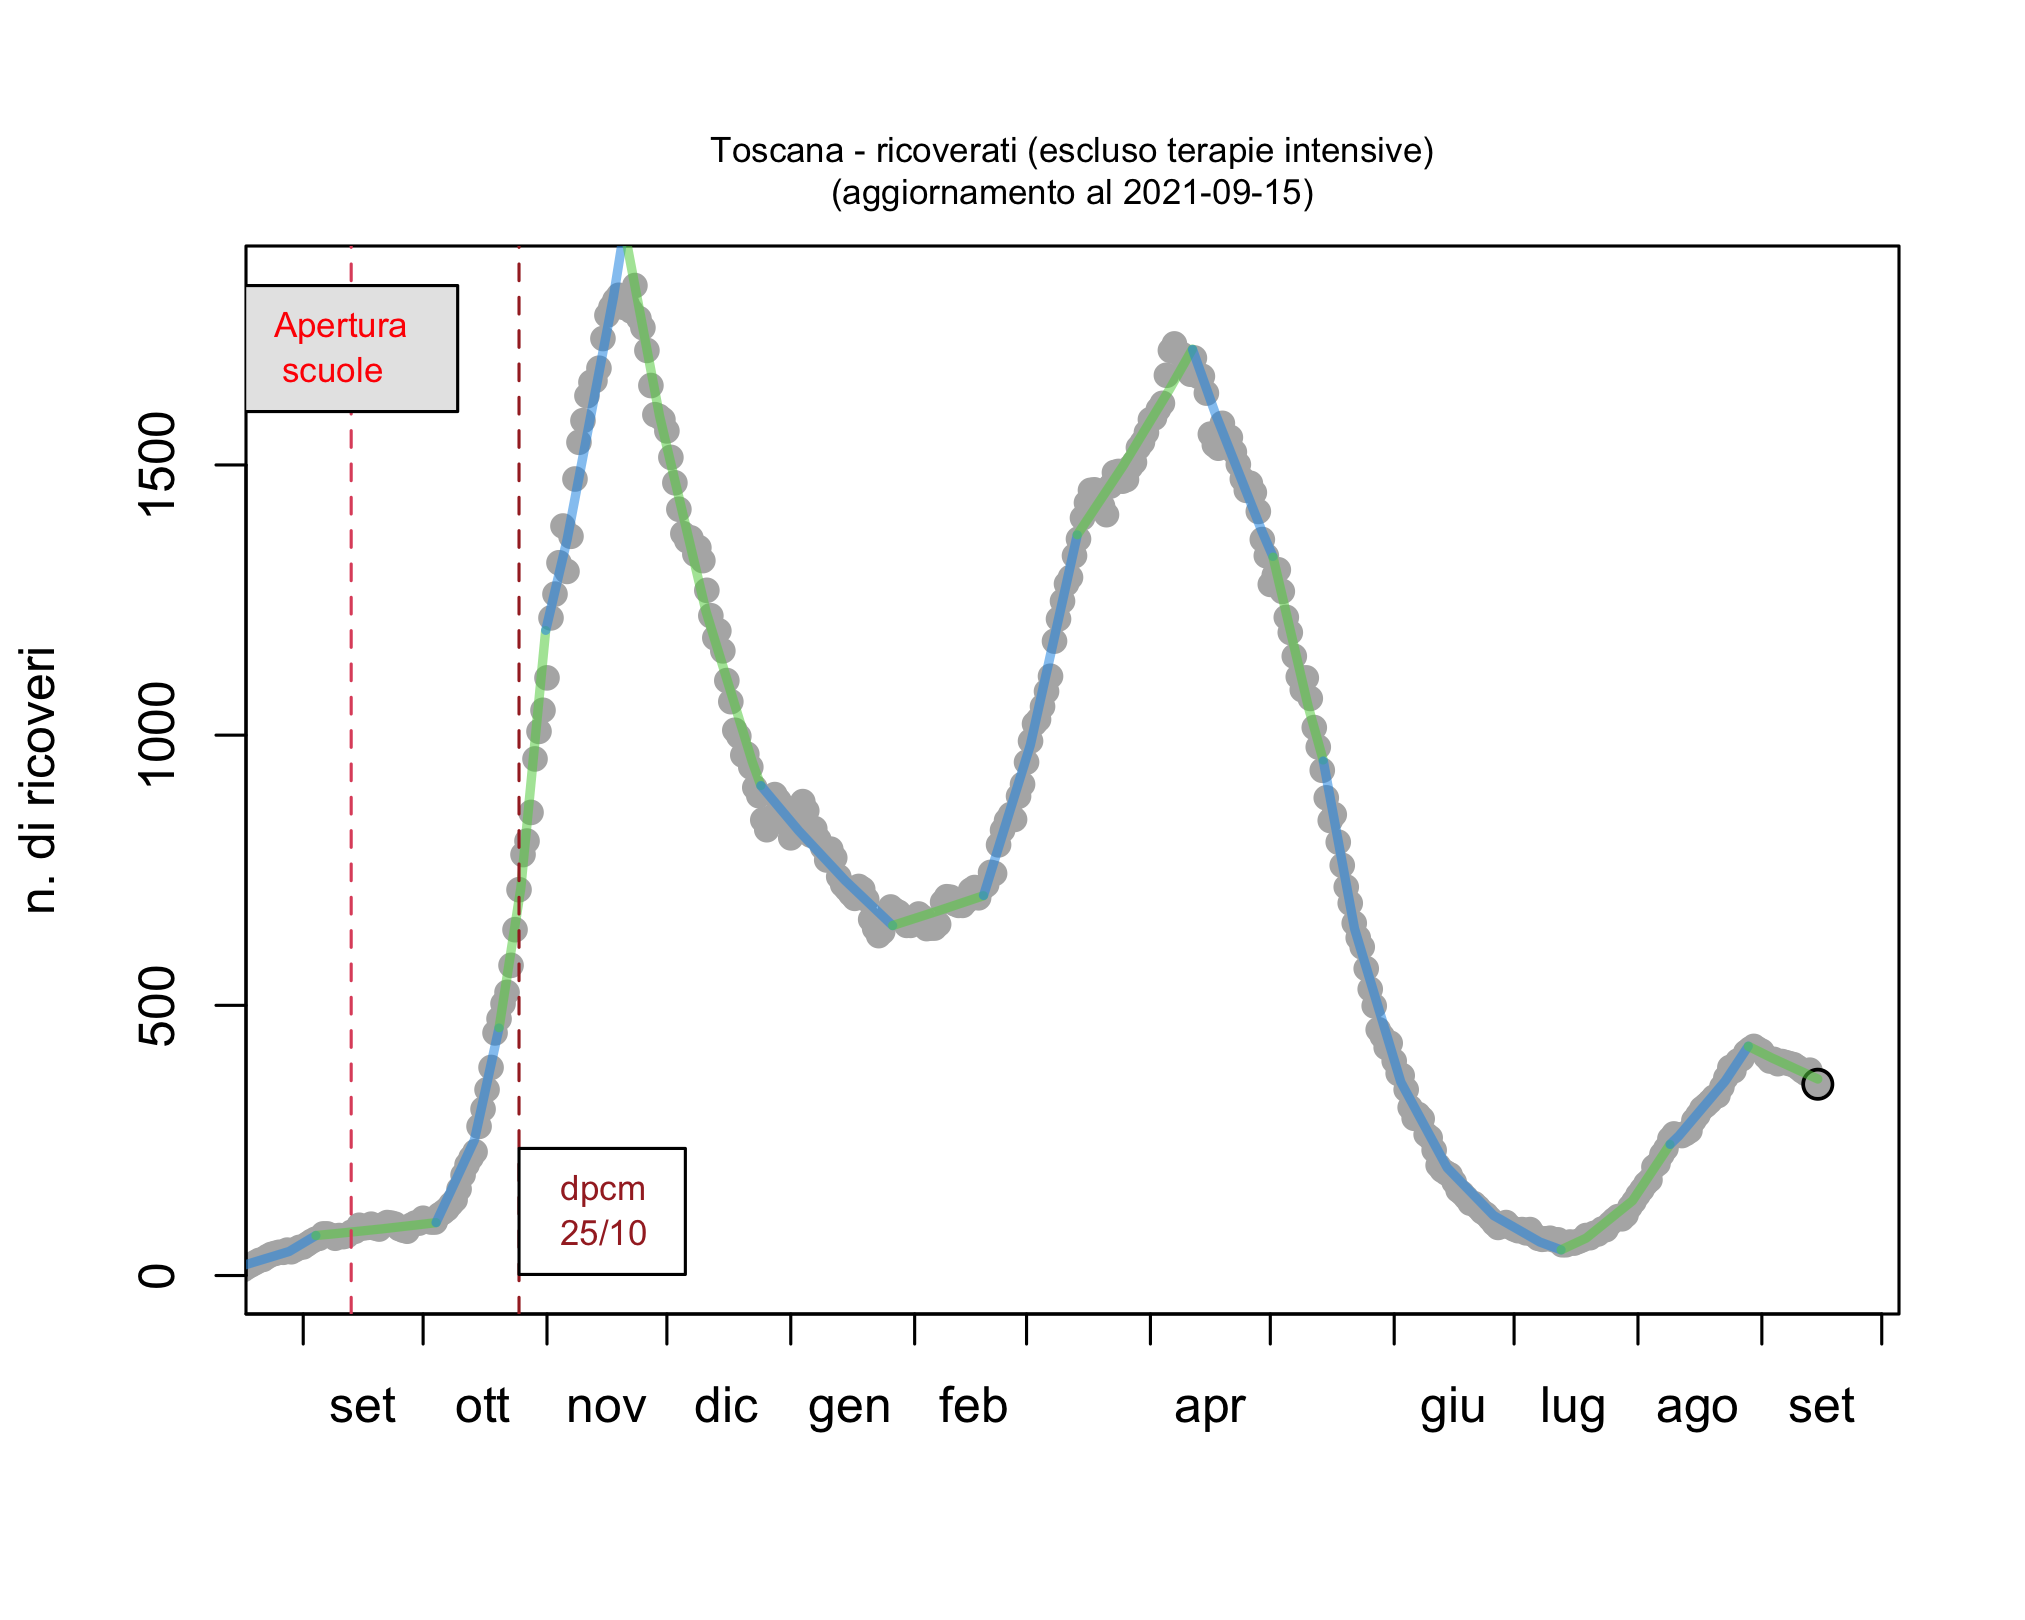 Toscana - ricoverati (escluso terapie intensive)
(aggiornamento al 2021-09-15)
Apertura
scuole
n. di ricoveri
1500
1000
500
0
dpcm
25/10
set ott nov dic gen feb apr giu lug ago set